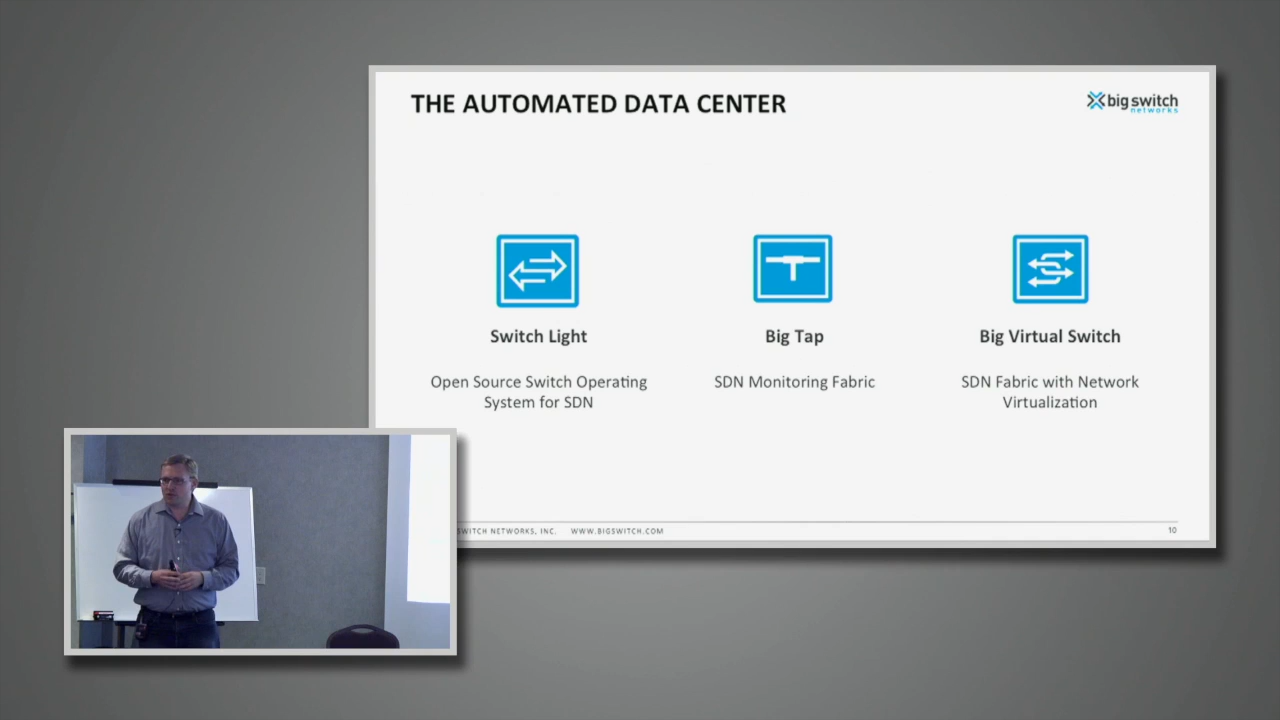 THE AUTOMATED DATA CENTER
big switch
networks
Switch Light
Big Tap
Big Virtual Switch
Open Source Switch Operating
System for SDN
SDN Monitoring Fabric
SDN Fabric with Network
Virtualization
SWITCH NETWORKS, INC. WWW.BIGSWITCH.COM
10